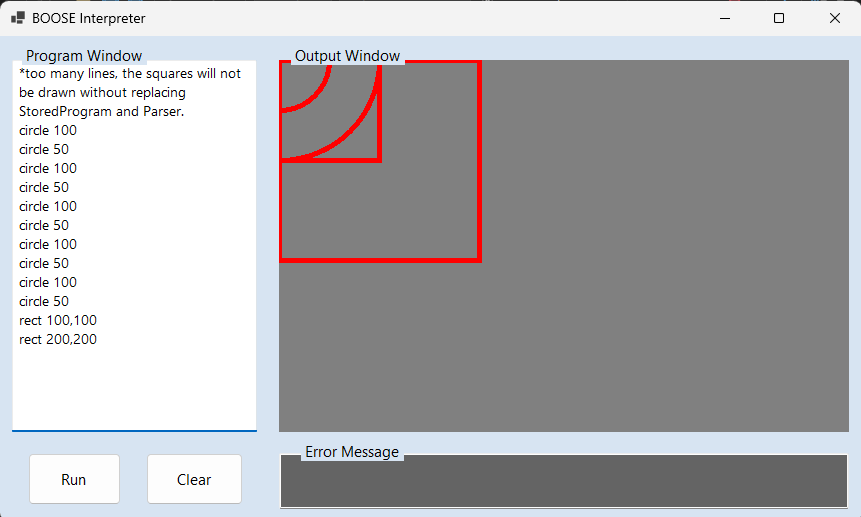 BOOSE Interpreter
Program Window
*too many lines, the squares will not
be drawn without replacing
StoredProgram and Parser.
circle 100
circle 50
circle 100
circle 50
circle 100
circle 50
circle 100
circle 50
circle 100
circle 50
rect 100,100
rect 200,200
Output Window
Run
Clear
Error Message